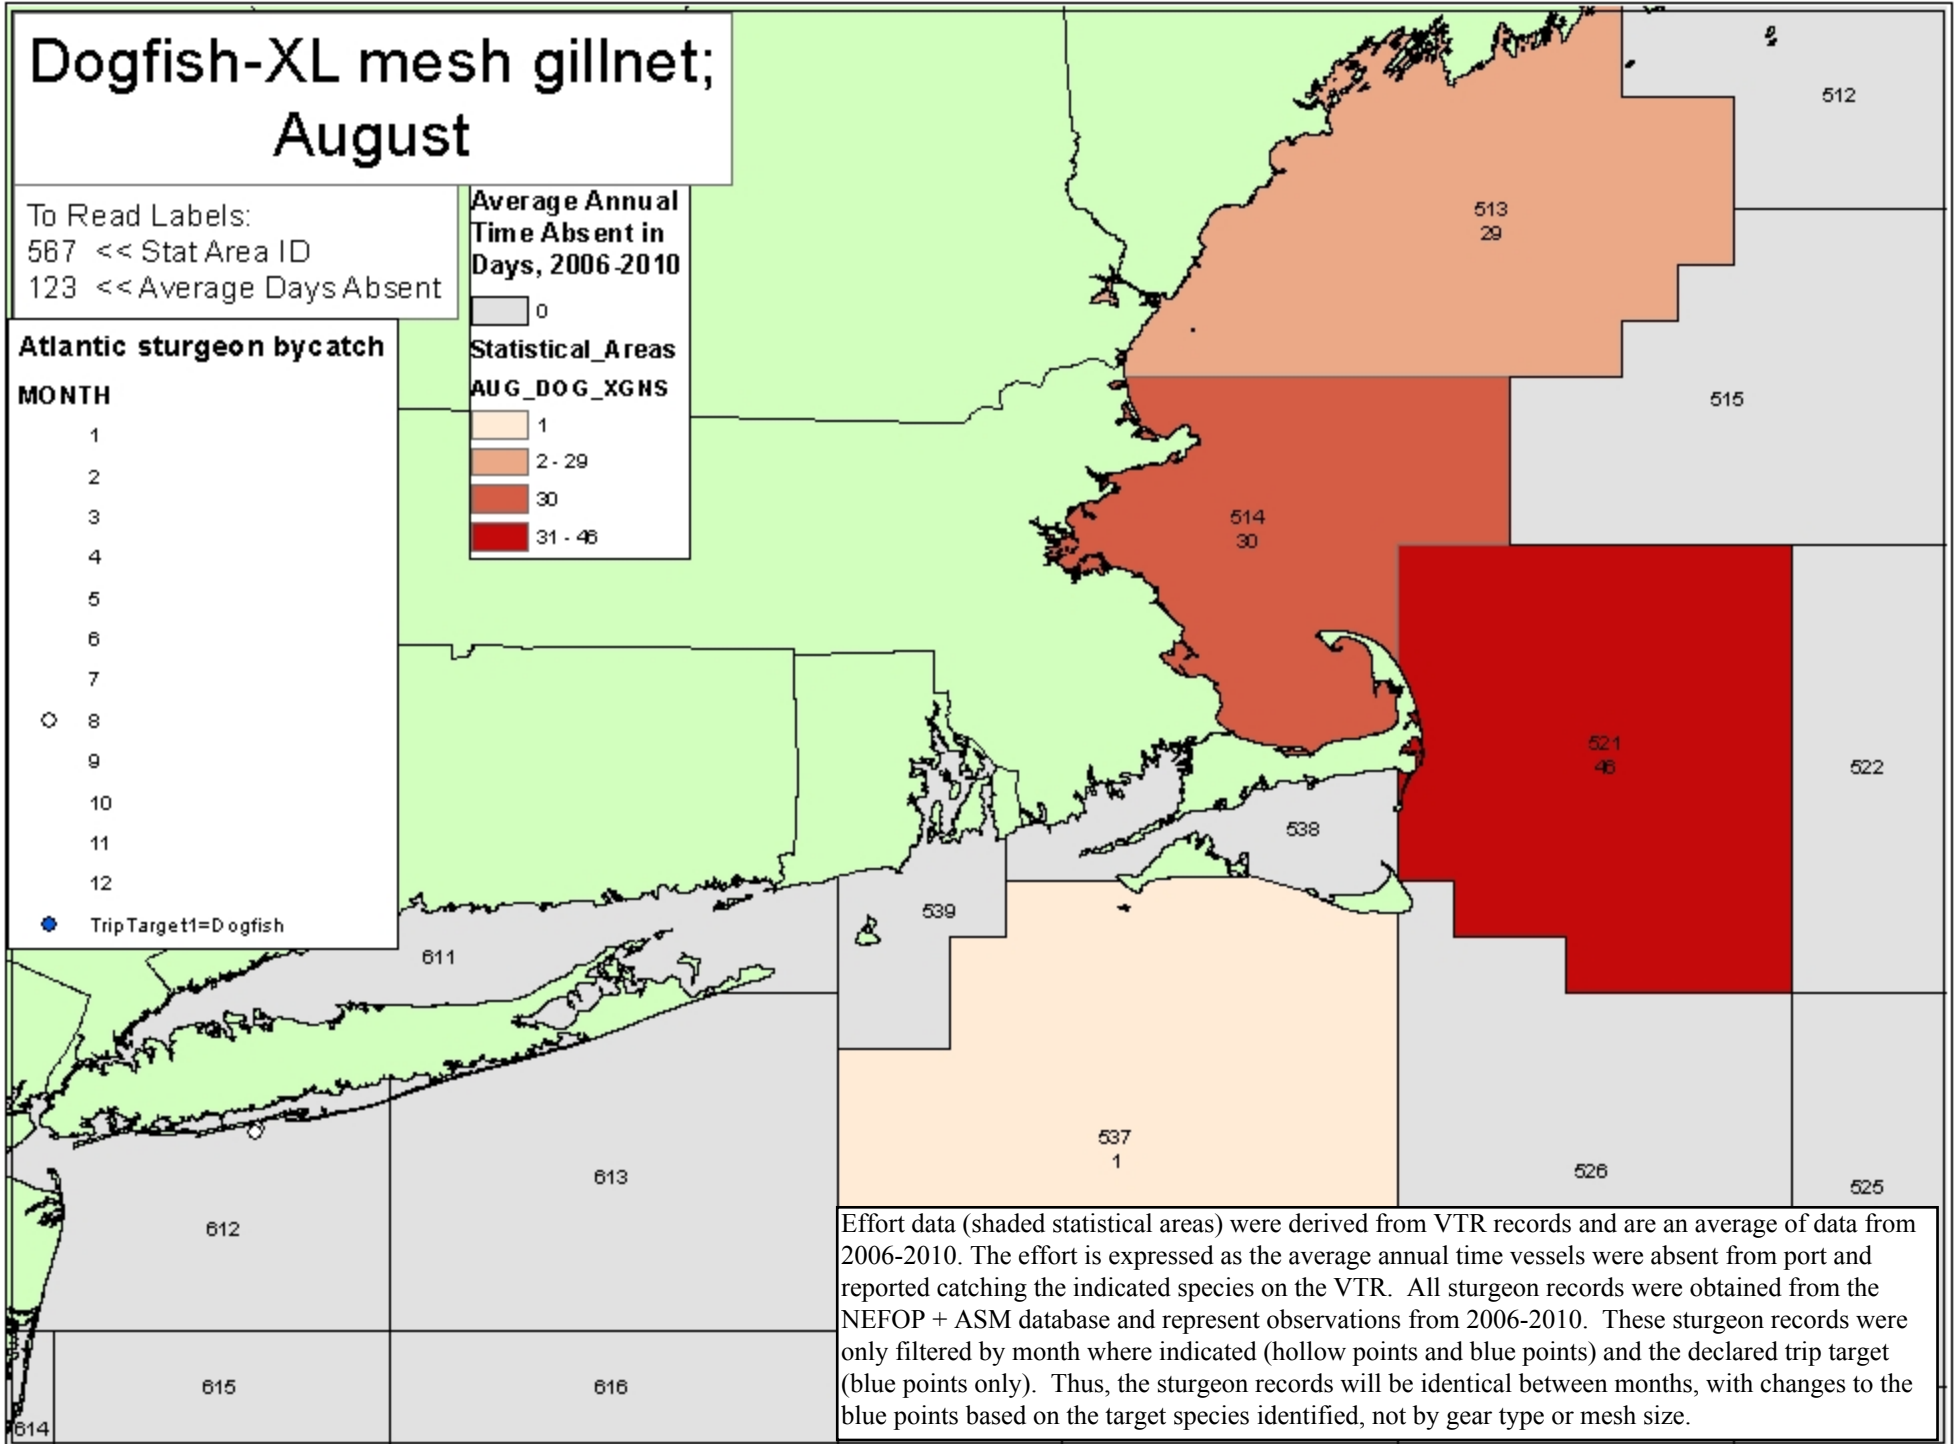 Dogfish-XL mesh gillnet;
August
To Read Labels:
567 << Stat Area ID
123 << Average Days Absent
Average Annual
Time Absent in
Days, 2006-2010
0
Statistical_Areas
AUG_DOG_XGNS
1
2 - 29
30
31 - 46
Atlantic sturgeon bycatch
MONTH
1
2
3
4
5
6
7
8
9
10
11
12
TripTarget1=Dogfish
512
513
29
515
514
30
521
46
522
538
539
611
537
1
526
525
613
612
615
616
614
Effort data (shaded statistical areas) were derived from VTR records and are an average of data from
2006-2010. The effort is expressed as the average annual time vessels were absent from port and
reported catching the indicated species on the VTR.  All sturgeon records were obtained from the
NEFOP + ASM database and represent observations from 2006-2010.  These sturgeon records were
only filtered by month where indicated (hollow points and blue points) and the declared trip target
(blue points only).  Thus, the sturgeon records will be identical between months, with changes to the
blue points based on the target species identified, not by gear type or mesh size.